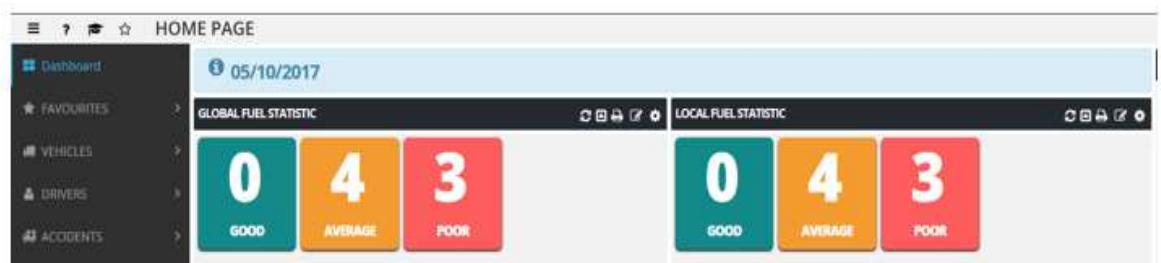 ? HOME PAGE
Dashboard
05/10/2017
FAVOURITES
GLOBAL FUEL STATISTIC
LOCAL FUEL STATISTIC
VEHICLES
DRIVERS
ACCIDENTS
0 4 3
GOOD AVERAGE POOR
0 4 3
GOOD AVERAGE POOR